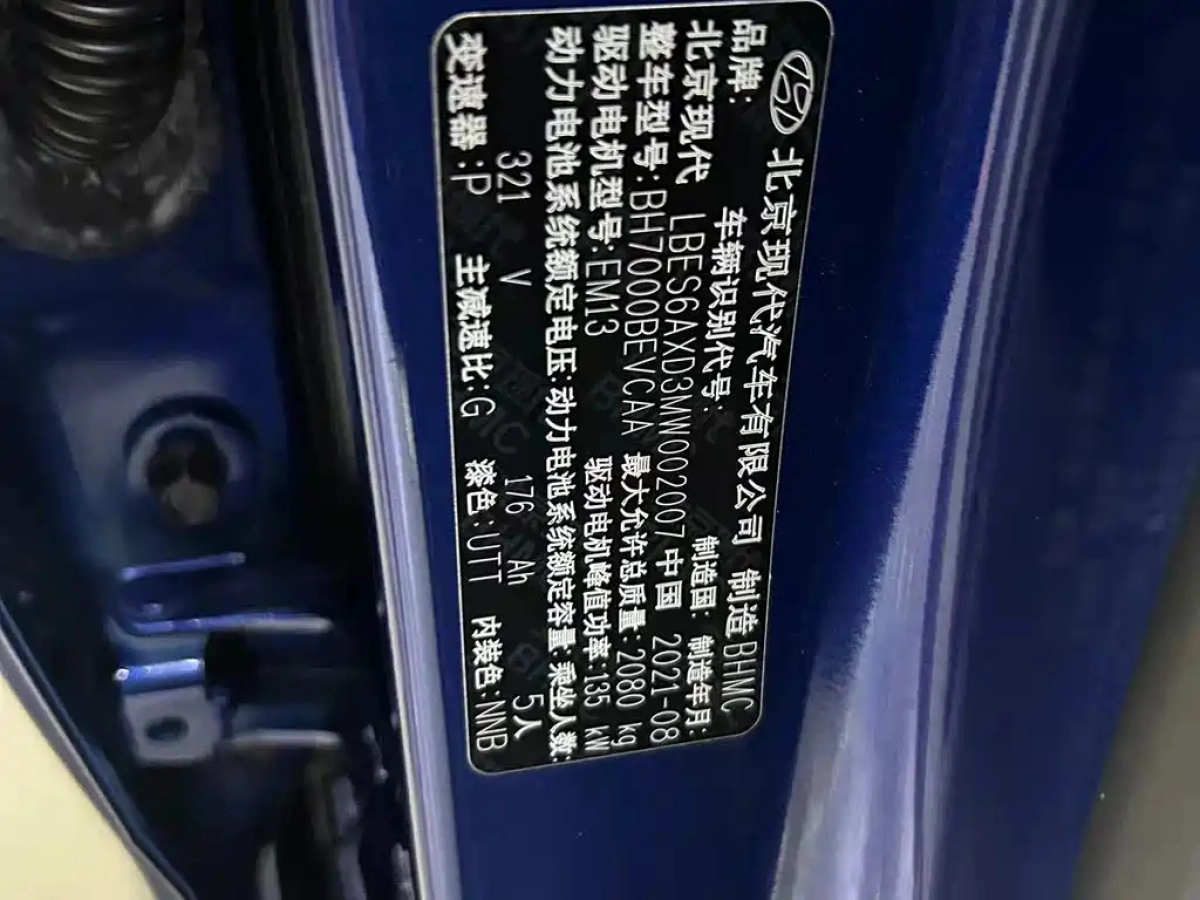 北京现代汽车有限公司 制造BHMC
品牌: 车辆识别代号: 制造国: 制造年月:
北京现代 LBES6AXD3MW002007 中国 2021-08
整车型号:BH7000BEVCAA 最大允许总质量:2080 kg
驱动电机型号:EM13 驱动电机峰值功率:135 kW
动力电池系统额定电压:动力电池系统额定容量:乘坐人数:
321 V 176 Ah 5人
变速器:P 主减速比:G 漆色:UTT 内装色:NNB